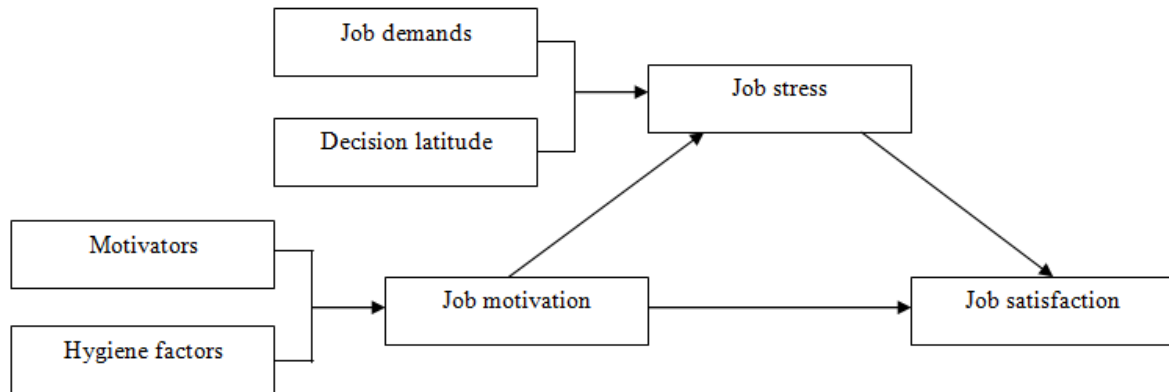 Job demands
Job stress
Decision latitude
Motivators
Job motivation
Job satisfaction
Hygiene factors